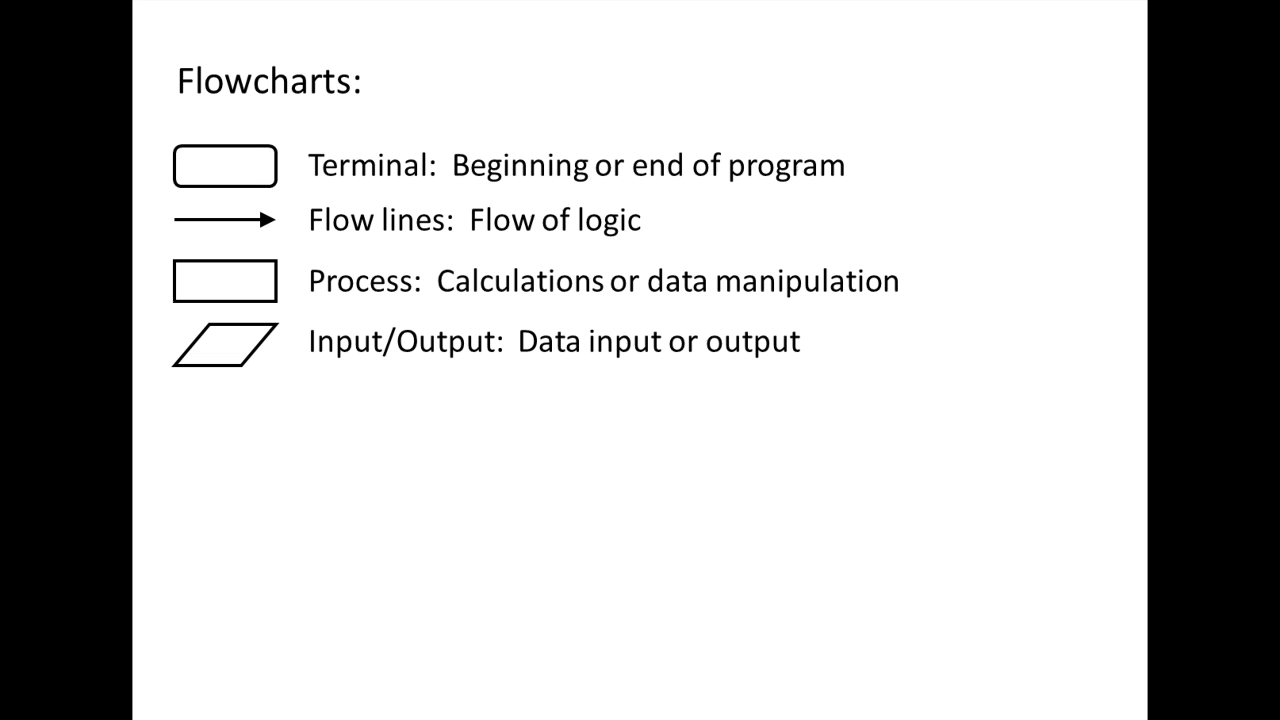 Flowcharts:
Terminal:  Beginning or end of program
Flow lines:  Flow of logic
Process:  Calculations or data manipulation
Input/Output:  Data input or output